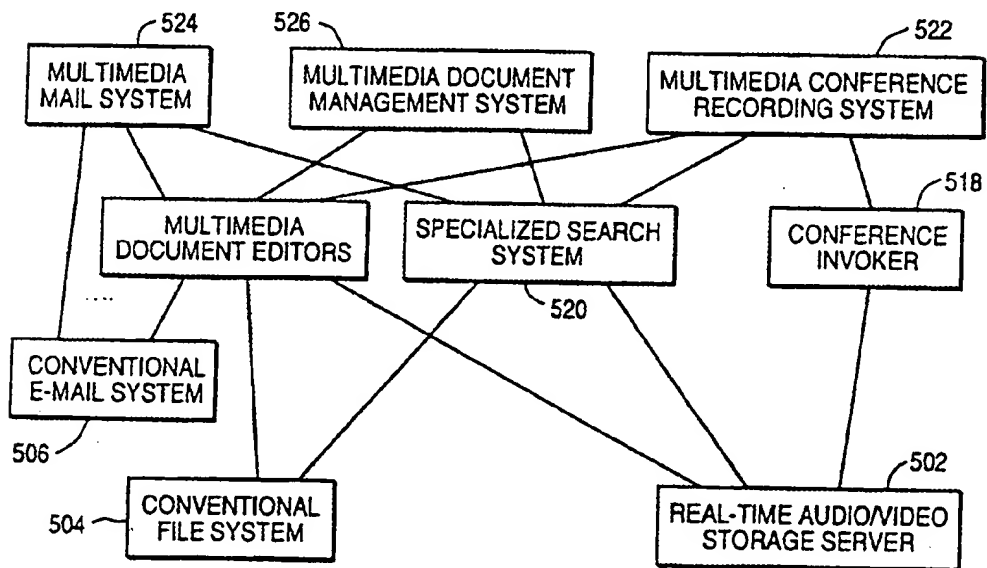 524
526
522
MULTIMEDIA
MAIL SYSTEM
MULTIMEDIA DOCUMENT
MANAGEMENT SYSTEM
MULTIMEDIA CONFERENCE
RECORDING SYSTEM
518
MULTIMEDIA
DOCUMENT EDITORS
SPECIALIZED SEARCH
SYSTEM
CONFERENCE
INVOKER
520
CONVENTIONAL
E-MAIL SYSTEM
506
502
504
CONVENTIONAL
FILE SYSTEM
REAL-TIME AUDIO/VIDEO
STORAGE SERVER